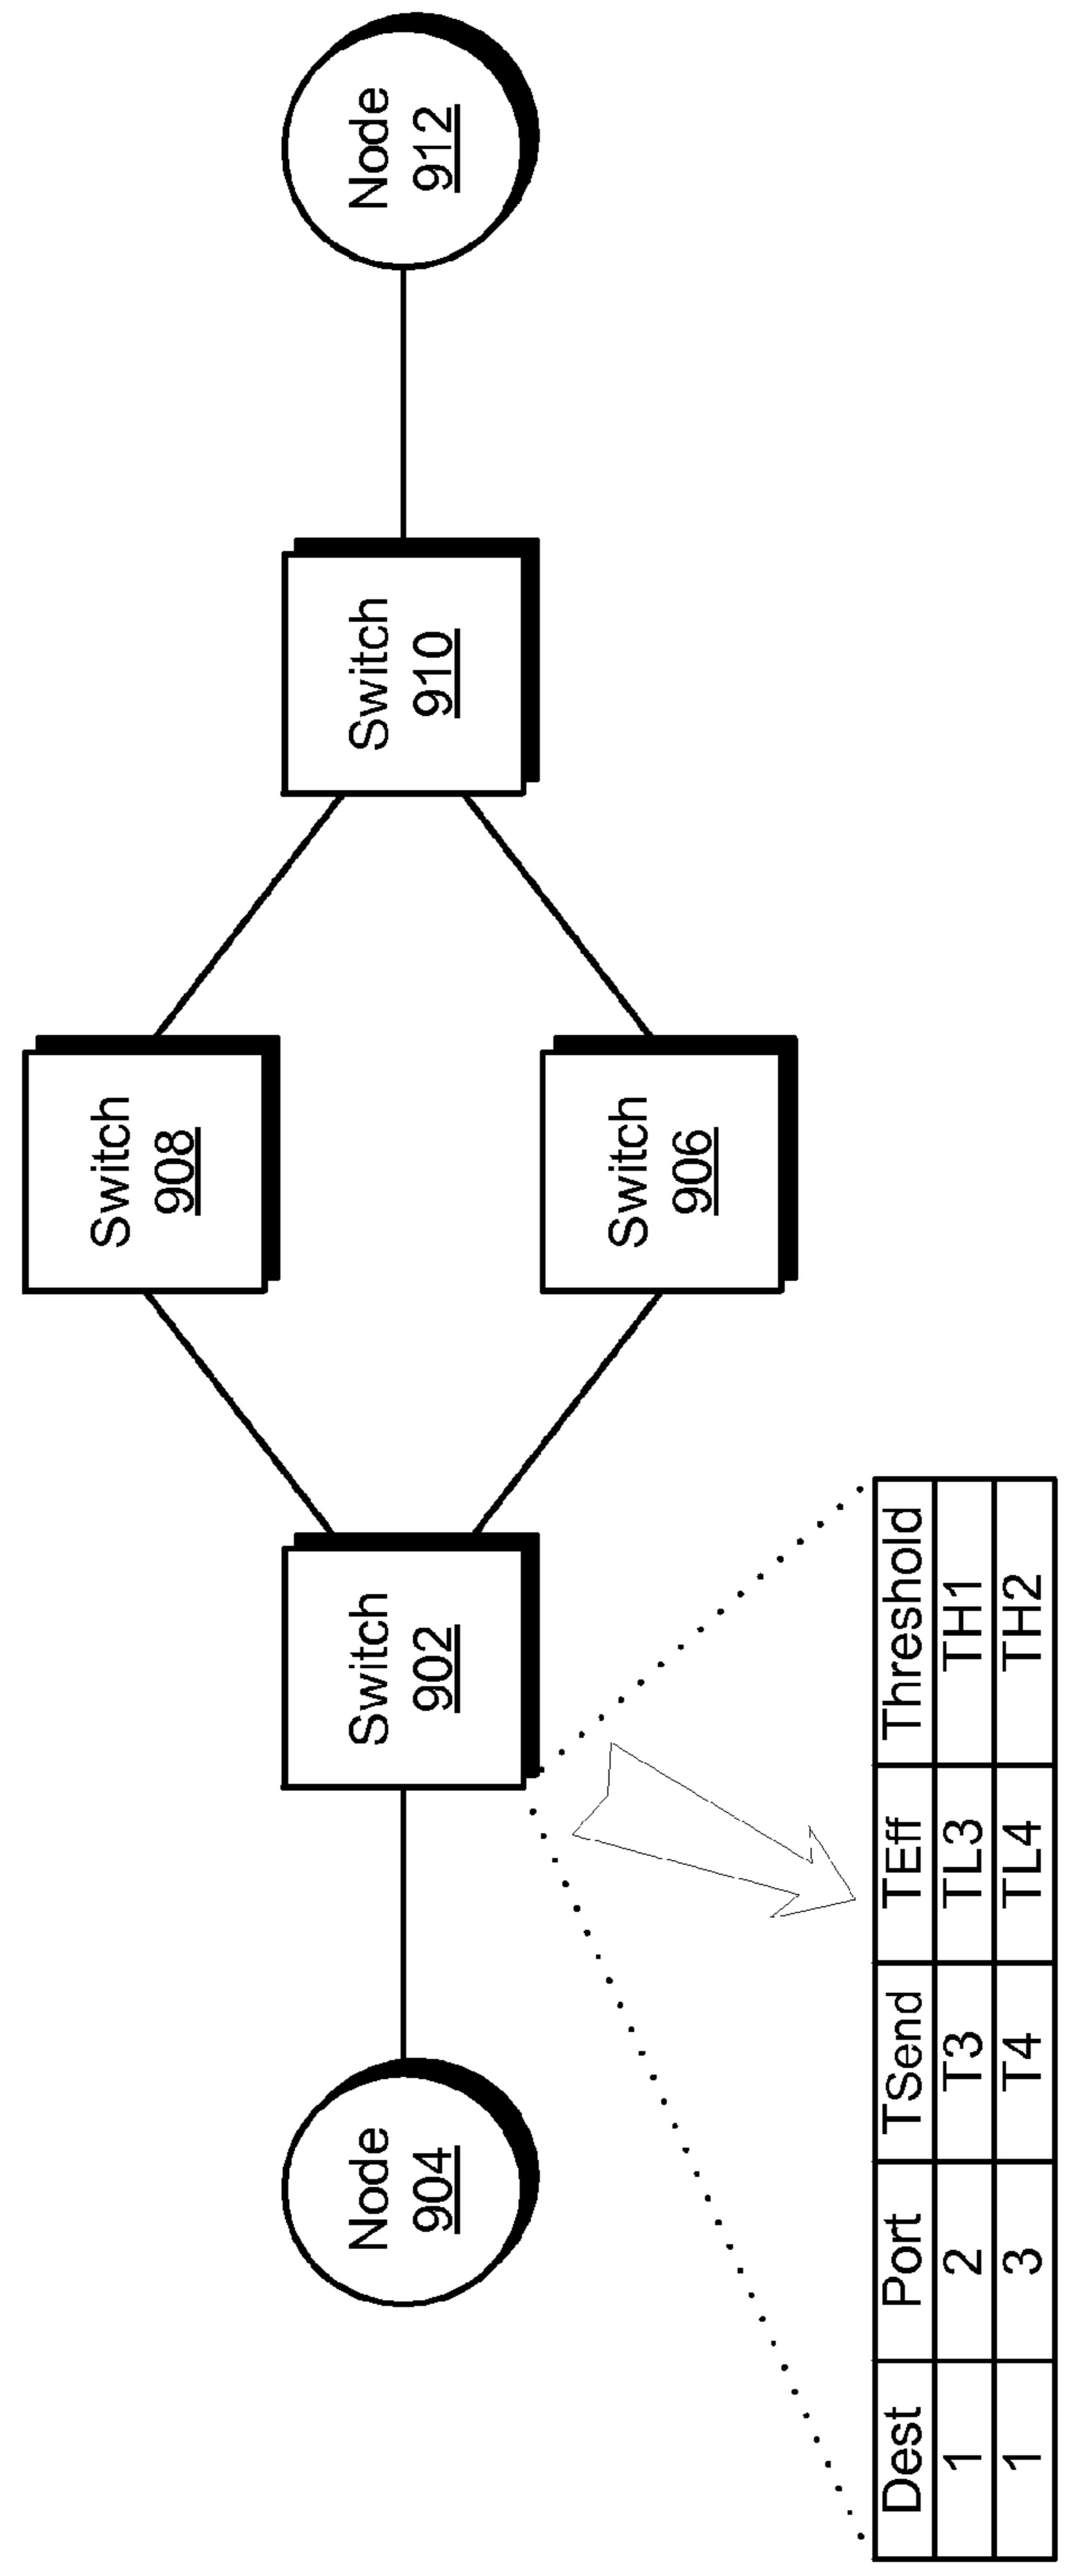 Switch
908
Node
904
Switch
902
Switch
910
Node
912
Switch
906
Dest Port TSend TEff Threshold
1 2 T3 TL3 TH1
1 3 T4 TL4 TH2